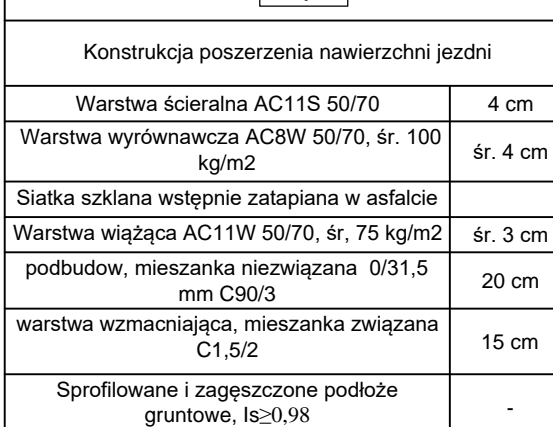 Konstrukcja poszerzenia nawierzchni jezdni
Warstwa ścieralna AC11S 50/70 4 cm
Warstwa wyrównawcza AC8W 50/70, śr. 100
kg/m2 śr. 4 cm
Siatka szklana wstępnie zatapiana w asfalcie
Warstwa wiążąca AC11W 50/70, śr, 75 kg/m2 śr. 3 cm
podbudow, mieszanka niezwiązana 0/31,5
mm C90/3 20 cm
warstwa wzmacniająca, mieszanka związana
C1,5/2 15 cm
Sprofilowane i zagęszczone podłoże
gruntowe, Is≥0,98 -